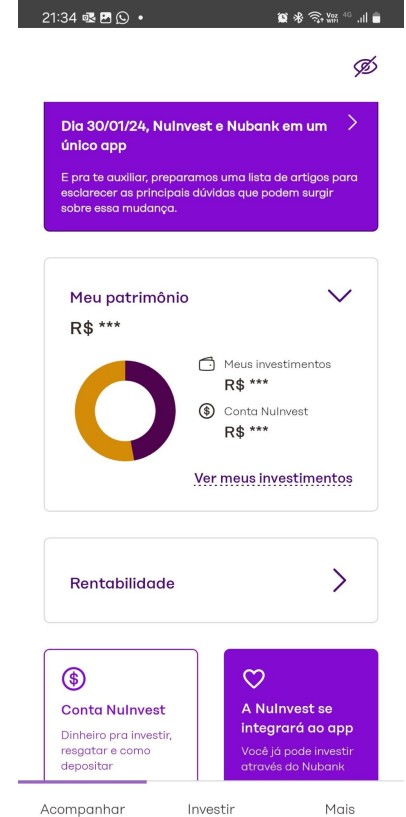 21:34
Voz
WiFi
4G
Dia 30/01/24, NuInvest e Nubank em um
único app
E pra te auxiliar, preparamos uma lista de artigos para
esclarecer as principais dúvidas que podem surgir
sobre essa mudança.
Meu patrimônio
R$ ***
Meus investimentos
R$ ***
Conta NuInvest
R$ ***
Ver meus investimentos
Rentabilidade
Conta NuInvest
Dinheiro pra investir,
resgatar e como
depositar
A NuInvest se
integrará ao app
Você já pode investir
através do Nubank
Acompanhar
Investir
Mais